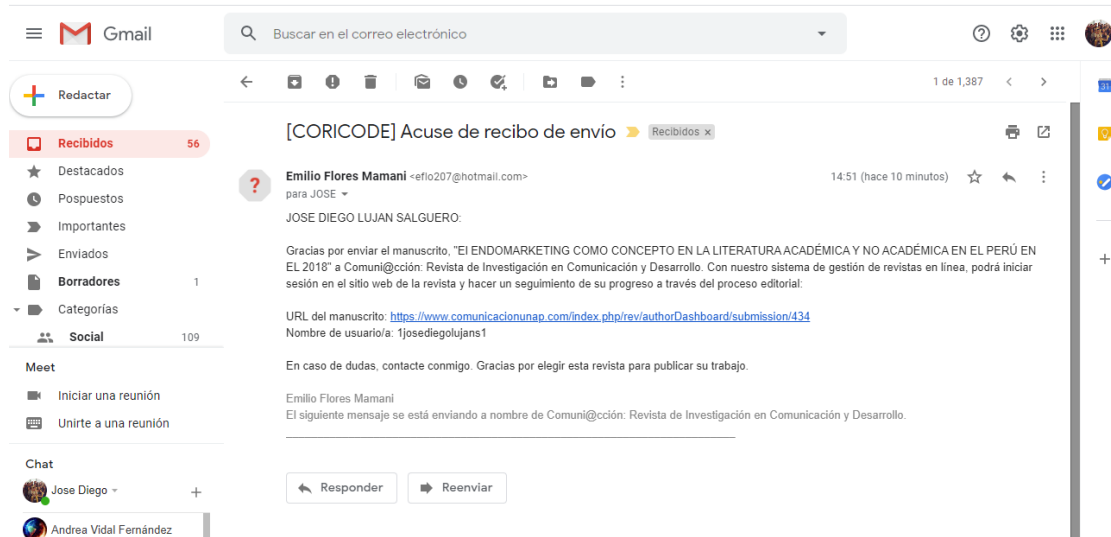 Gmail
Buscar en el correo electrónico
Redactar
1 de 1,387
31
Recibidos 56
Destacados
Pospuestos
Importantes
Enviados
Borradores 1
Categorías
Social 109
Meet
Iniciar una reunión
Unirte a una reunión
Chat
Jose Diego
Andrea Vidal Fernández
[CORICODE] Acuse de recibo de envío Recibidos x
Emilio Flores Mamani <eflo207@hotmail.com> 14:51 (hace 10 minutos)
para JOSE
JOSE DIEGO LUJAN SALGUERO:
Gracias por enviar el manuscrito, "El ENDOMARKETING COMO CONCEPTO EN LA LITERATURA ACADÉMICA Y NO ACADÉMICA EN EL PERÚ EN
EL 2018" a Comuni@cción: Revista de Investigación en Comunicación y Desarrollo. Con nuestro sistema de gestión de revistas en línea, podrá iniciar
sesión en el sitio web de la revista y hacer un seguimiento de su progreso a través del proceso editorial:
URL del manuscrito: https://www.comunicacionunap.com/index.php/rev/authorDashboard/submission/434
Nombre de usuario/a: 1josediegolujans1
En caso de dudas, contacte conmigo. Gracias por elegir esta revista para publicar su trabajo.
Emilio Flores Mamani
El siguiente mensaje se está enviando a nombre de Comuni@cción: Revista de Investigación en Comunicación y Desarrollo.
Responder
Reenviar